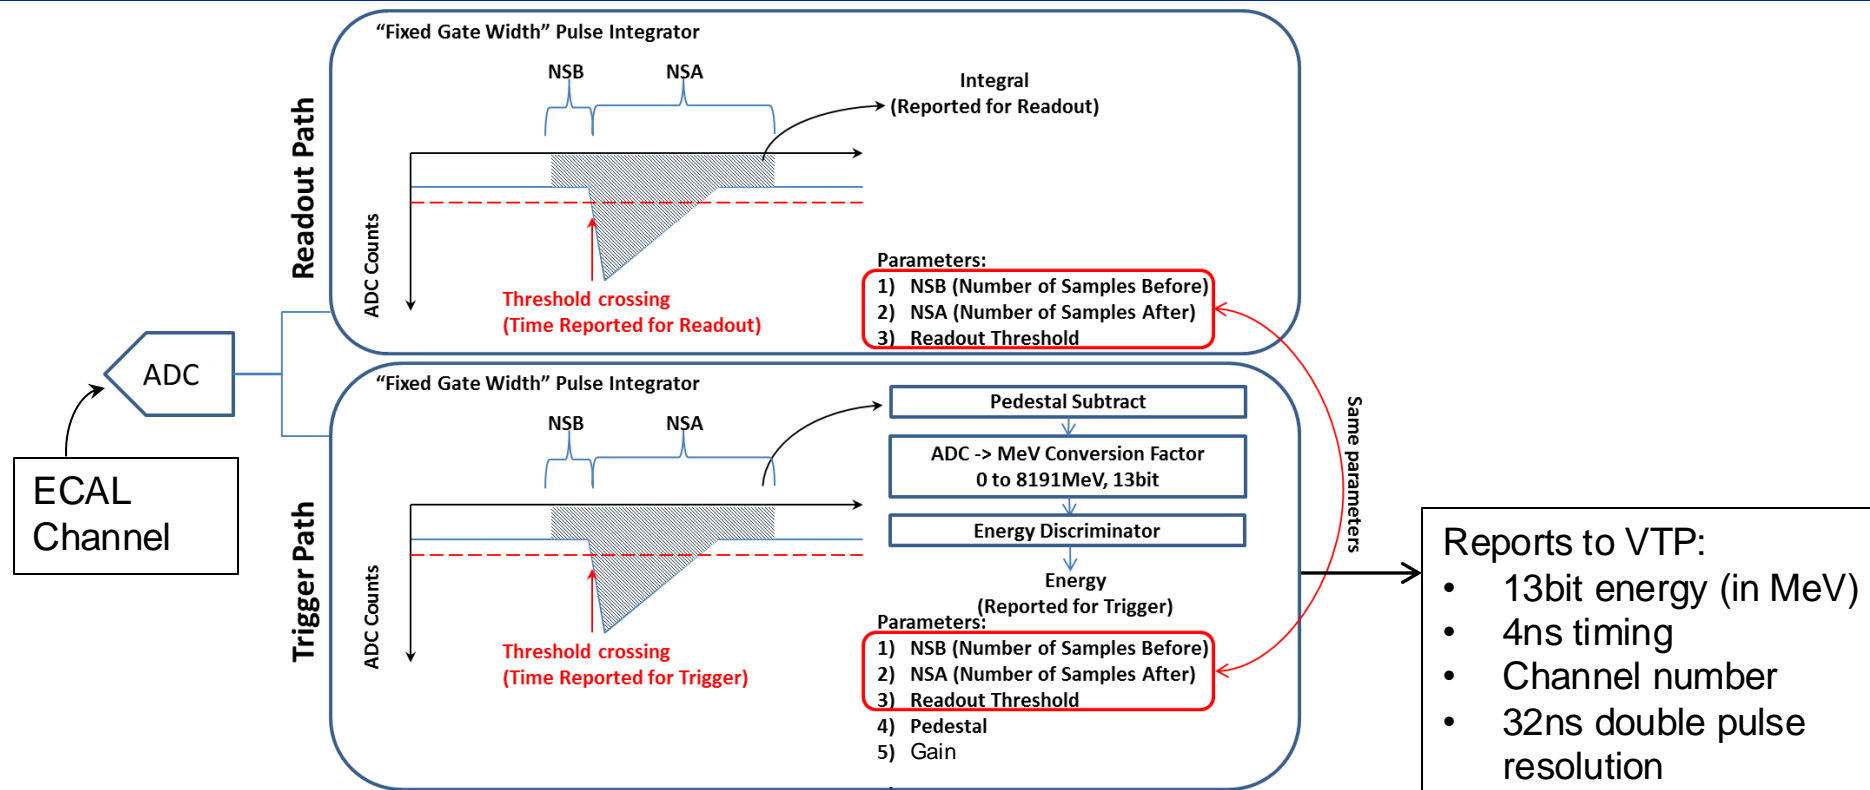 "Fixed Gate Width" Pulse Integrator
NSB
NSA
Integral
(Reported for Readout)
Readout Path
ADC Counts
Threshold crossing
(Time Reported for Readout)
Parameters:
1) NSB (Number of Samples Before)
2) NSA (Number of Samples After)
3) Readout Threshold
ADC
ECAL
Channel
"Fixed Gate Width" Pulse Integrator
NSB
NSA
Pedestal Subtract
ADC -> MeV Conversion Factor
0 to 8191MeV, 13bit
Energy Discriminator
Energy
(Reported for Trigger)
Trigger Path
ADC Counts
Threshold crossing
(Time Reported for Trigger)
Parameters:
1) NSB (Number of Samples Before)
2) NSA (Number of Samples After)
3) Readout Threshold
4) Pedestal
5) Gain
Same parameters
Reports to VTP:
• 13bit energy (in MeV)
• 4ns timing
• Channel number
• 32ns double pulse
resolution